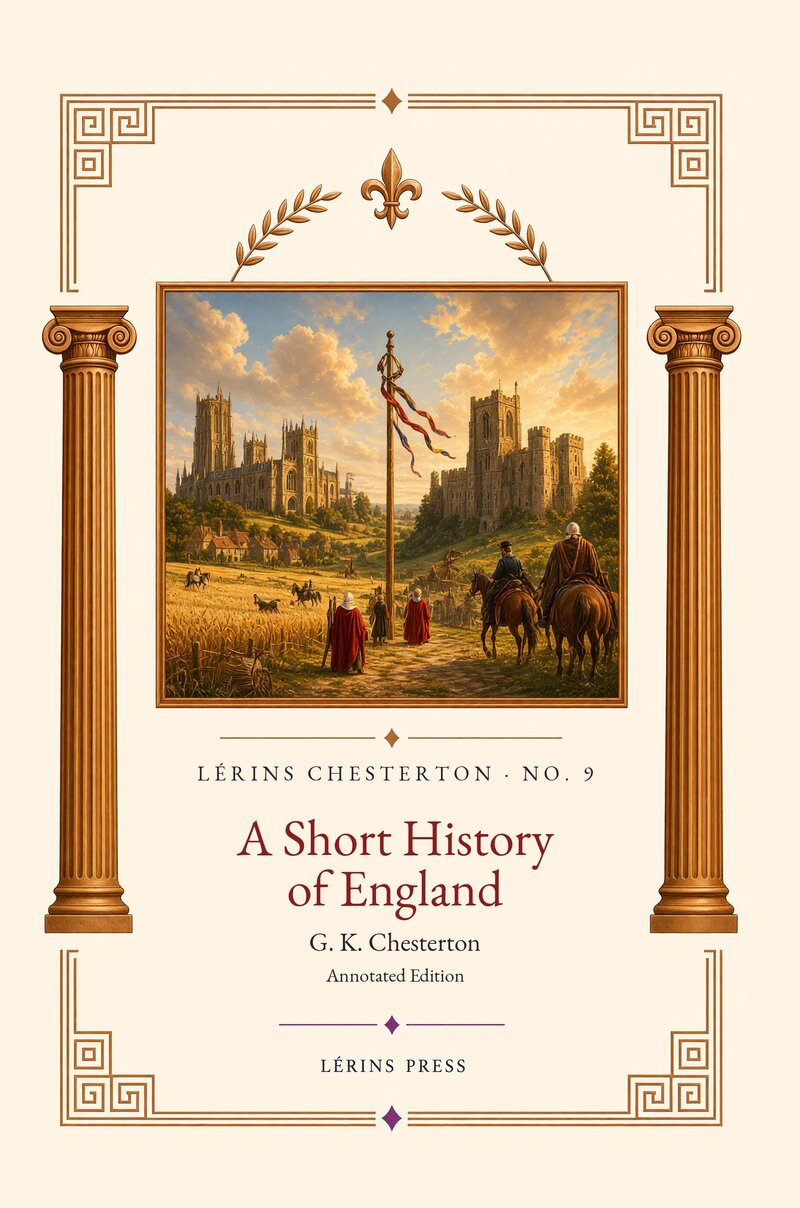 LÉRINS CHESTERTON · NO. 9
A Short History
of England
G. K. Chesterton
Annotated Edition
LÉRINS PRESS